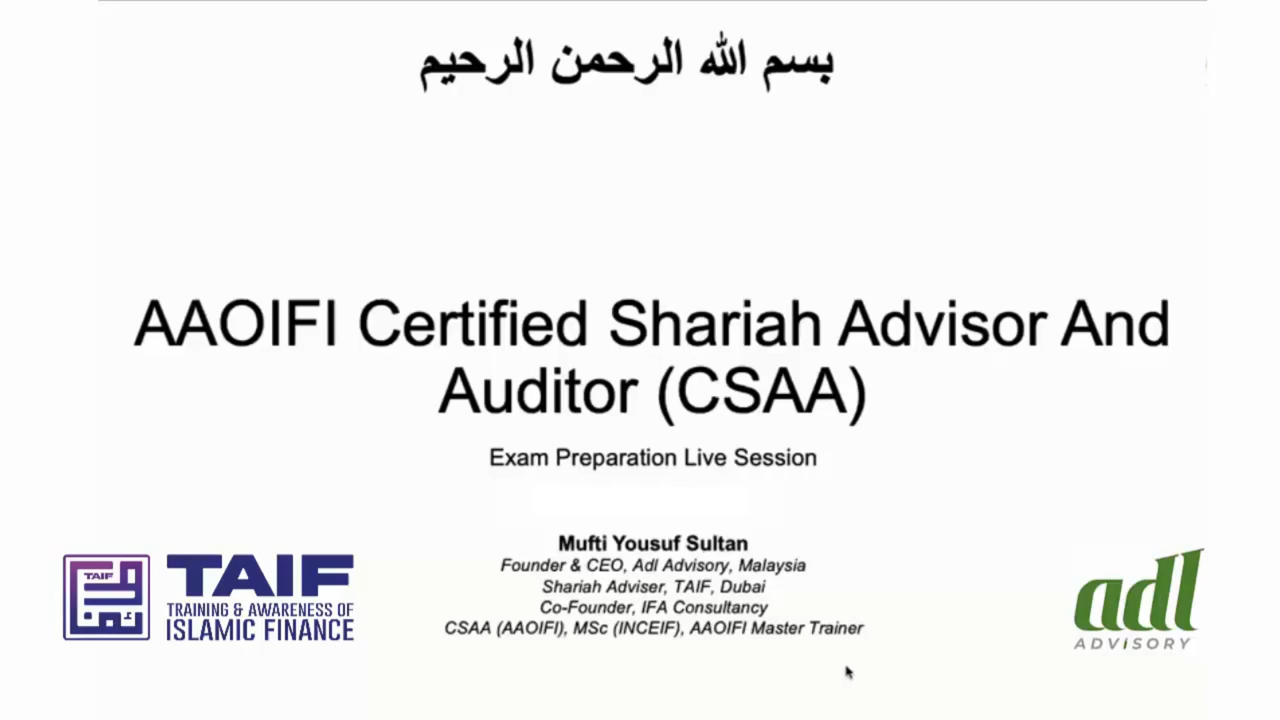 بسم الله الرحمن الرحيم
AAOIFI Certified Shariah Advisor And
Auditor (CSAA)
Exam Preparation Live Session
Mufti Yousuf Sultan
Founder & CEO, Adl Advisory, Malaysia
Shariah Adviser, TAIF, Dubai
Co-Founder, IFA Consultancy
CSAA (AAOIFI), MSc (INCEIF), AAOIFI Master Trainer
TAIF
TAIF
TRAINING & AWARENESS OF
ISLAMIC FINANCE
adl
ADVISORY